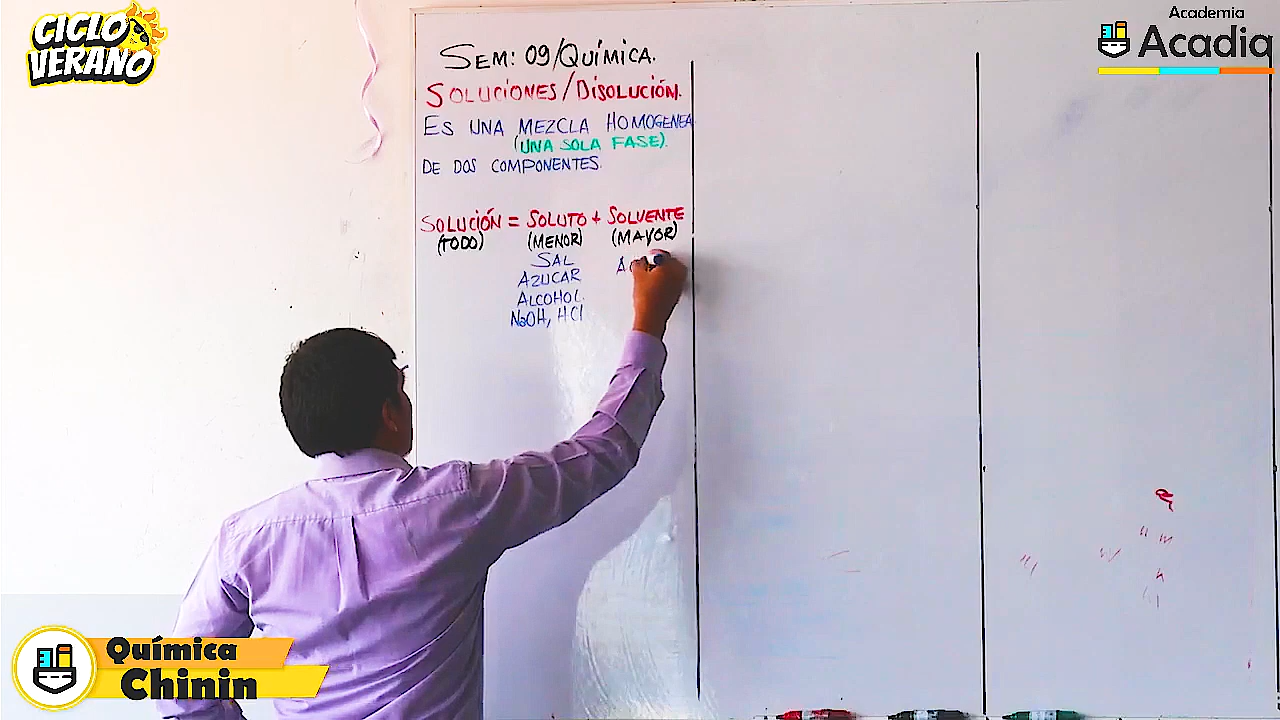 CICLO
VERANO
Academia
Acadiq
SEM: 09/QUÍMICA.
SOLUCIONES/DISOLUCIÓN.
ES UNA MEZCLA HOMOGENEA
(UNA SOLA FASE).
DE DOS COMPONENTES.
SOLUCIÓN = SOLUTO + SOLVENTE
(TODO) (MENOR) (MAYOR)
SAL
AZUCAR
ALCOHOL.
NaOH, HCl
Química
Chinin